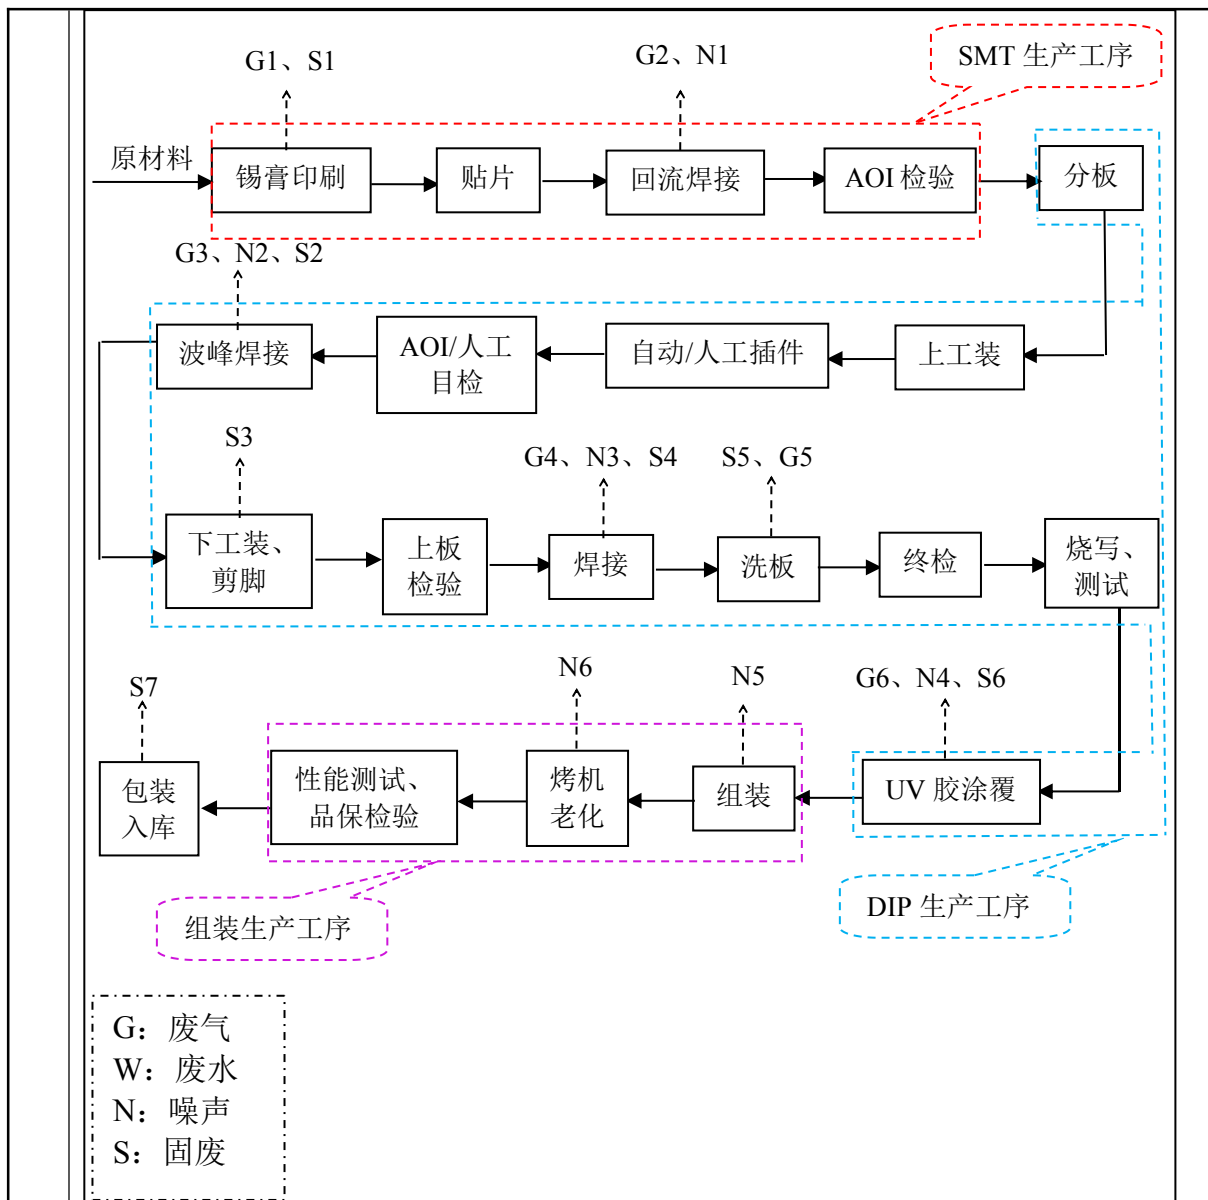 G1、S1
G2、N1
SMT 生产工序
原材料
锡膏印刷
贴片
回流焊接
AOI 检验
分板
G3、N2、S2
波峰焊接
AOI/人工
目检
自动/人工插件
上工装
S3
G4、N3、S4
S5、G5
下工装、
剪脚
上板
检验
焊接
洗板
终检
烧写、
测试
S7
N6
N5
G6、N4、S6
包装
入库
性能测试、
品保检验
烤机
老化
组装
UV 胶涂覆
组装生产工序
DIP 生产工序
G：废气
W：废水
N：噪声
S：固废